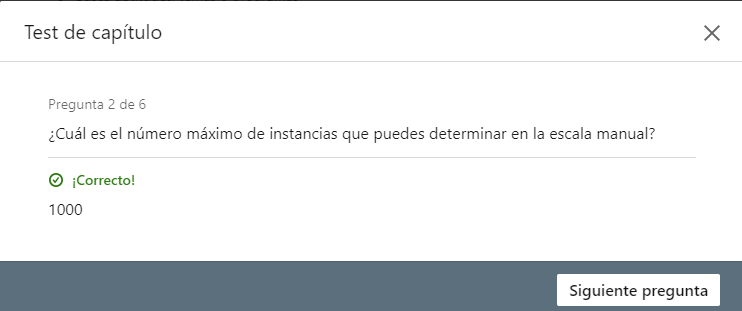 Test de capítulo
Pregunta 2 de 6
¿Cuál es el número máximo de instancias que puedes determinar en la escala manual?
¡Correcto!
1000
Siguiente pregunta